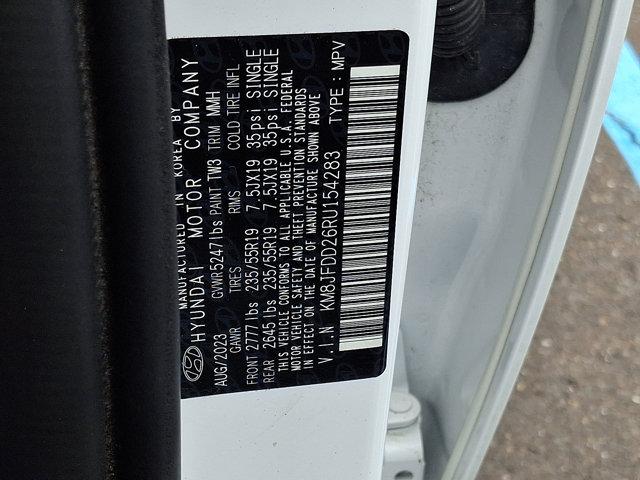 MANUFACTURED IN KOREA BY
HYUNDAI MOTOR COMPANY
AUG/2023 GVWR 5247 lbs PAINT TW3 TRIM MMH
GAWR TIRES RIMS COLD TIRE INFL
FRONT 2777 lbs 235/55R19 7.5JX19 35psi SINGLE
REAR 2645 lbs 235/55R19 7.5JX19 35psi SINGLE
THIS VEHICLE CONFORMS TO ALL APPLICABLE U.S.A. FEDERAL
MOTOR VEHICLE SAFETY AND THEFT PREVENTION STANDARDS
IN EFFECT ON THE DATE OF MANUFACTURE SHOWN ABOVE
V.I.N KM8JFDD26RU154283 TYPE : MPV